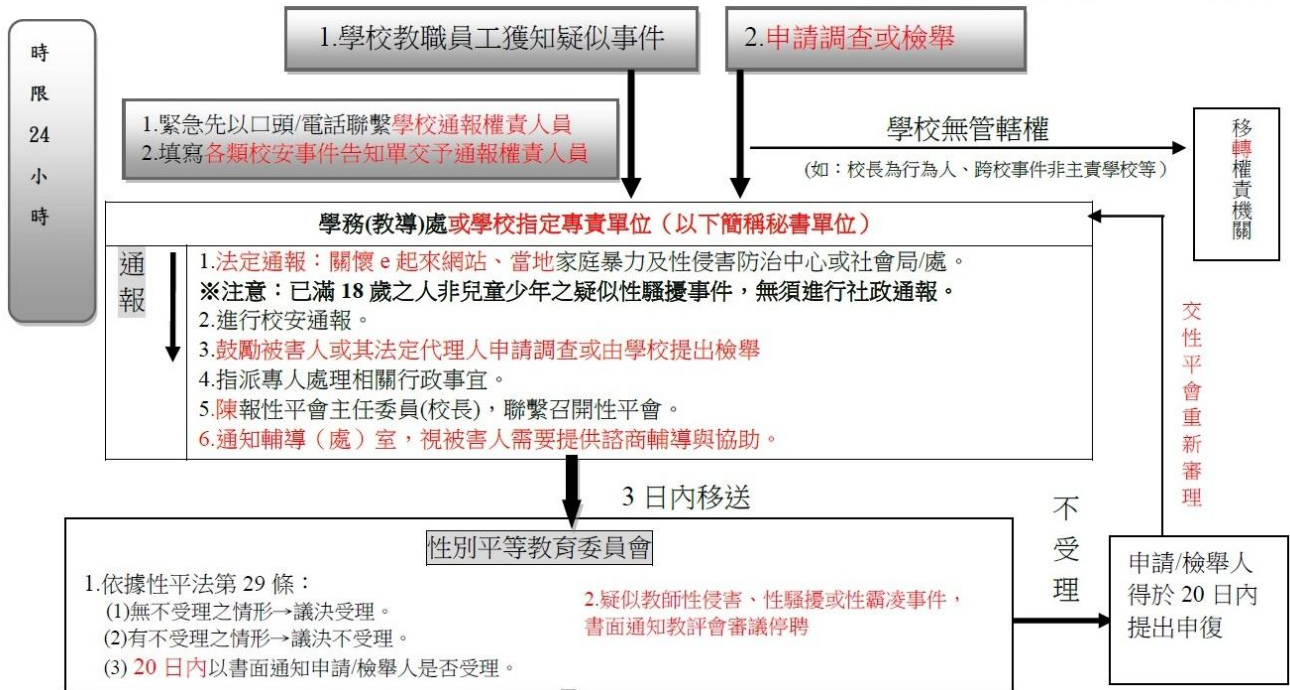 時
限
24
小
時
1.學校教職員工獲知疑似事件
2.申請調查或檢舉
1.緊急先以口頭/電話聯繫學校通報權責人員
2.填寫各類校安事件告知單交予通報權責人員
學校無管轄權
(如：校長為行為人、跨校事件非主責學校等）
移
轉
權
責
機
關
學務(教導)處或學校指定專責單位（以下簡稱秘書單位）
通
報
1.法定通報：關懷 e 起來網站、當地家庭暴力及性侵害防治中心或社會局/處。
※注意：已滿 18 歲之人非兒童少年之疑似性騷擾事件，無須進行社政通報。
2.進行校安通報。
3.鼓勵被害人或其法定代理人申請調查或由學校提出檢舉
4.指派專人處理相關行政事宜。
5.陳報性平會主任委員(校長)，聯繫召開性平會。
6.通知輔導（處）室，視被害人需要提供諮商輔導與協助。
交
性
平
會
重
新
審
理
3 日內移送
性別平等教育委員會
1.依據性平法第 29 條：
(1)無不受理之情形→議決受理。
(2)有不受理之情形→議決不受理。
(3) 20 日內以書面通知申請/檢舉人是否受理。
2.疑似教師性侵害、性騷擾或性霸凌事件，
書面通知教評會審議停聘
不
受
理
申請/檢舉人
得於 20 日內
提出申復